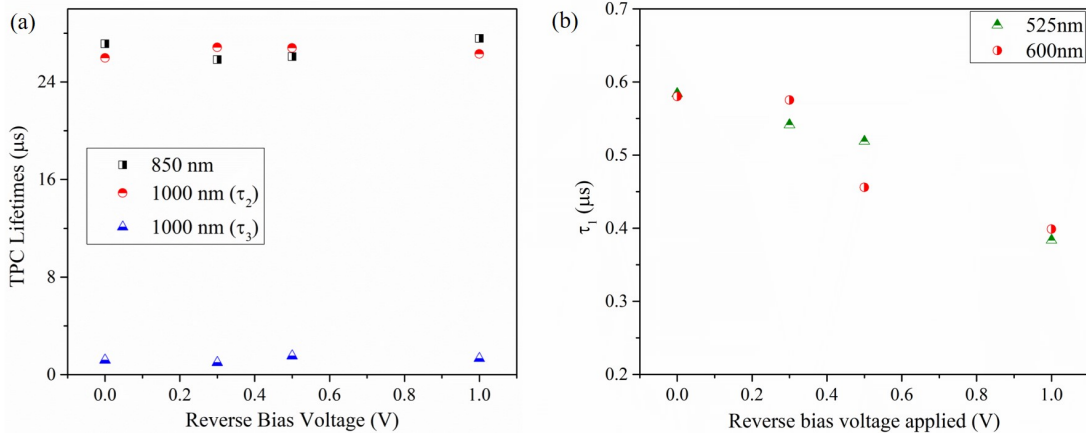 (a)
24
16
8
0
TPC Lifetimes (μs)
850 nm
1000 nm (τ2)
1000 nm (τ3)
0.0 0.2 0.4 0.6 0.8 1.0
Reverse Bias Voltage (V)
(b)
525nm
600nm
0.7
0.6
0.5
0.4
0.3
0.2
τ1 (μs)
0.0 0.2 0.4 0.6 0.8 1.0
Reverse bias voltage applied (V)